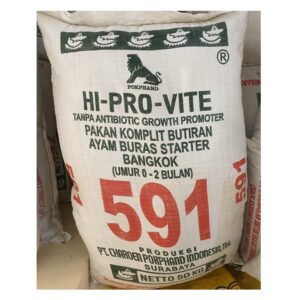 POKPHAND
®
HI-PRO-VITE
TANPA ANTIBIOTIC GROWTH PROMOTER
PAKAN KOMPLIT BUTIRAN
AYAM BURAS STARTER
BANGKOK
(UMUR 0 - 2 BULAN)
591
591
PRODUKSI
PT. CHAROEN POKPHAND INDONESIA, Tbk.
SURABAYA
NETTO 50 KG